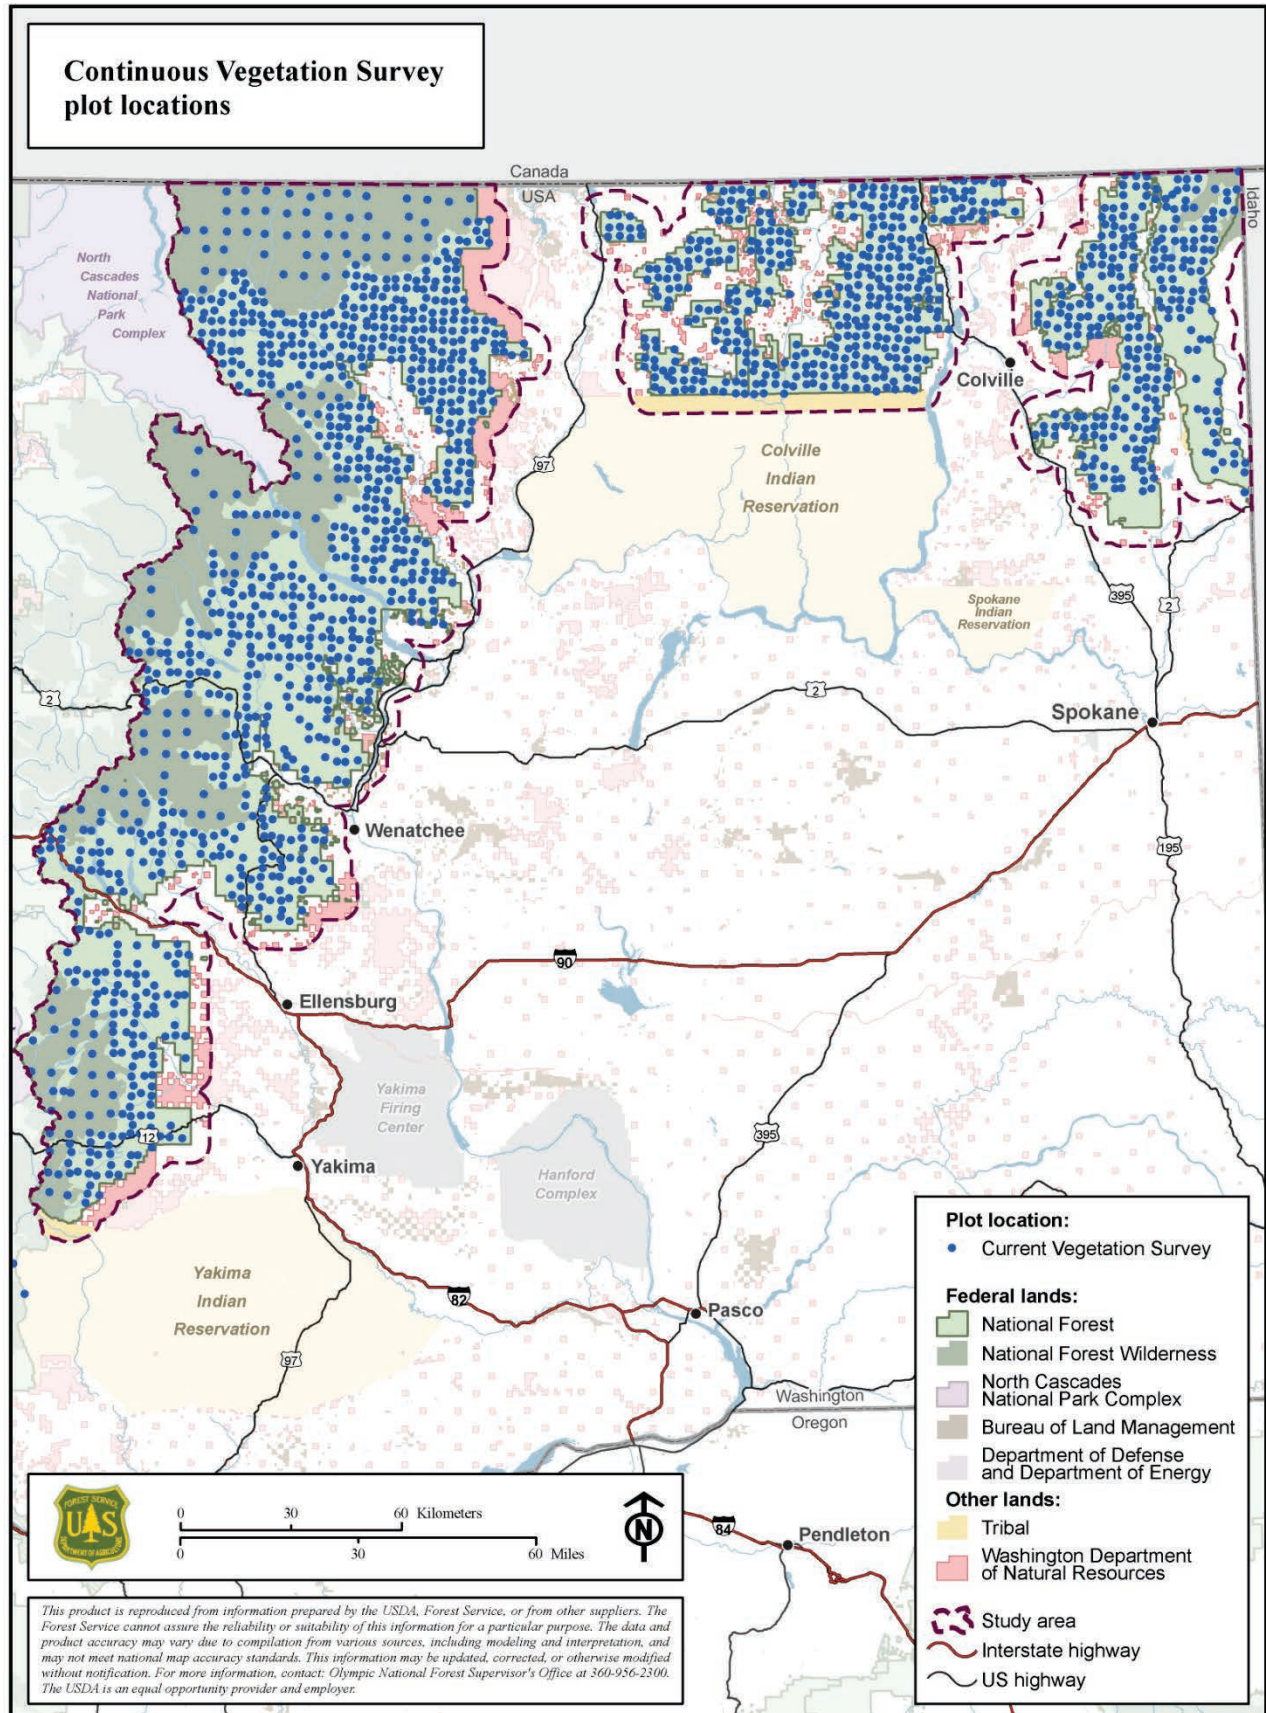 Continuous Vegetation Survey
plot locations
Canada
USA
Idaho
North
Cascades
National
Park
Complex
Colville
97
Colville
Indian
Reservation
Spokane
Indian
Reservation
395
2
2
2
Spokane
Wenatchee
195
90
Ellensburg
Yakima
Firing
Center
12
395
Yakima
Hanford
Complex
Yakima
Indian
Reservation
82
Pasco
97
Washington
Oregon
84
Pendleton
Plot location:
Current Vegetation Survey
Federal lands:
National Forest
National Forest Wilderness
North Cascades
National Park Complex
Bureau of Land Management
Department of Defense
and Department of Energy
Other lands:
Tribal
Washington Department
of Natural Resources
Study area
Interstate highway
US highway
FOREST SERVICE
U S
DEPARTMENT OF AGRICULTURE
0 30 60 Kilometers
0 30 60 Miles
N
This product is reproduced from information prepared by the USDA, Forest Service, or from other suppliers. The
Forest Service cannot assure the reliability or suitability of this information for a particular purpose. The data and
product accuracy may vary due to compilation from various sources, including modeling and interpretation, and
may not meet national map accuracy standards. This information may be updated, corrected, or otherwise modified
without notification. For more information, contact: Olympic National Forest Supervisor's Office at 360-956-2300.
The USDA is an equal opportunity provider and employer.